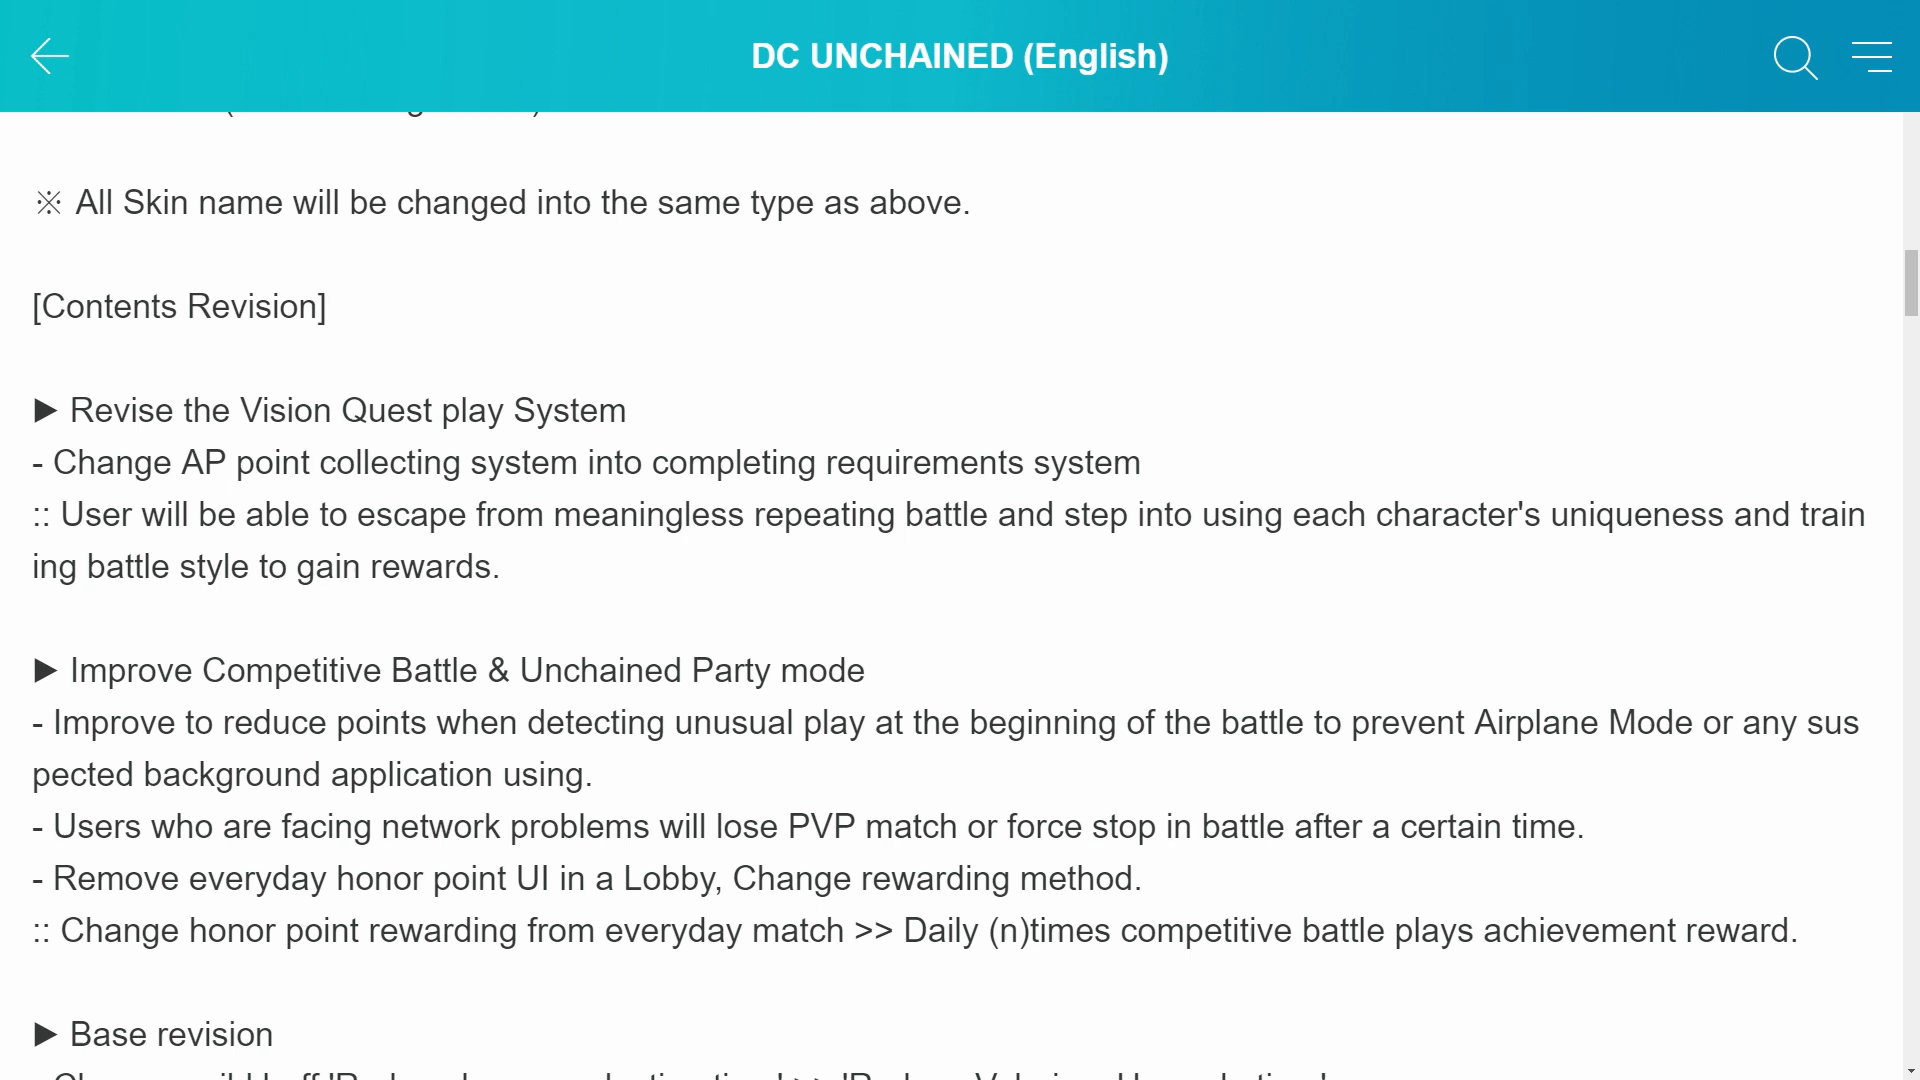 DC UNCHAINED (English)
※ All Skin name will be changed into the same type as above.
[Contents Revision]
▶ Revise the Vision Quest play System
- Change AP point collecting system into completing requirements system
:: User will be able to escape from meaningless repeating battle and step into using each character's uniqueness and train
ing battle style to gain rewards.
▶ Improve Competitive Battle & Unchained Party mode
- Improve to reduce points when detecting unusual play at the beginning of the battle to prevent Airplane Mode or any sus
pected background application using.
- Users who are facing network problems will lose PVP match or force stop in battle after a certain time.
- Remove everyday honor point UI in a Lobby, Change rewarding method.
:: Change honor point rewarding from everyday match >> Daily (n)times competitive battle plays achievement reward.
▶ Base revision